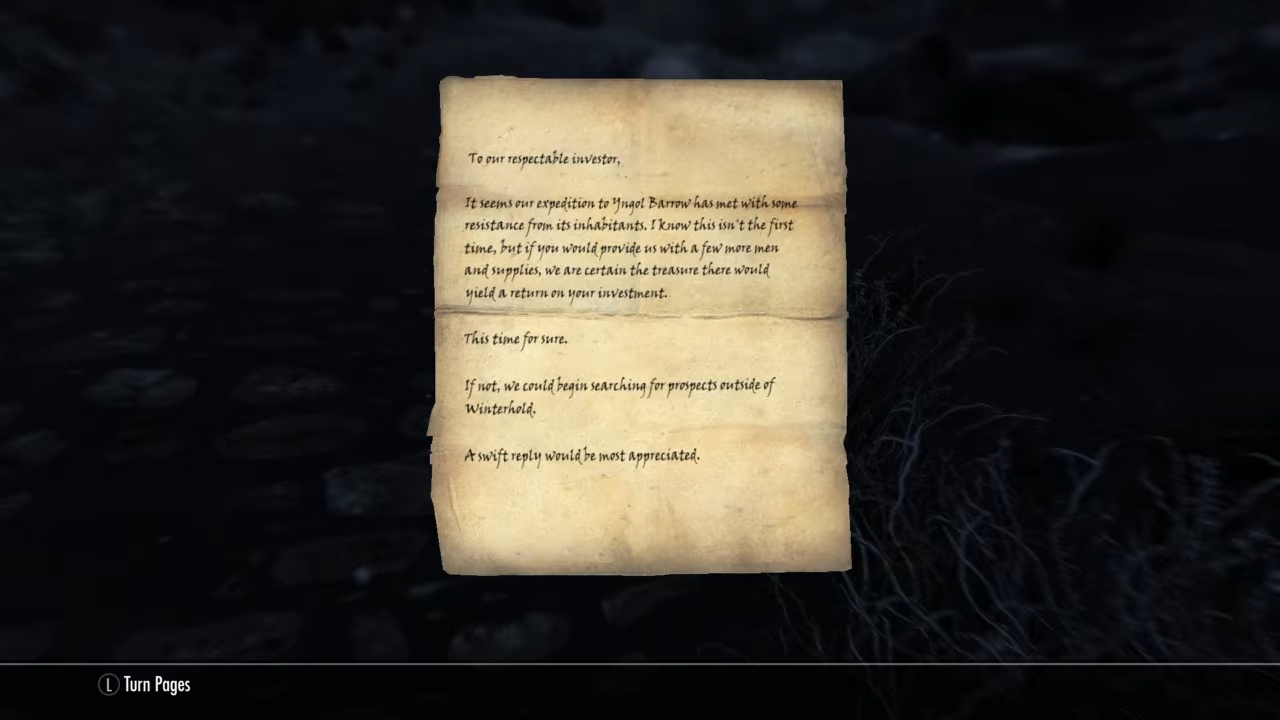 To our respectable investor,
It seems our expedition to Yngol Barrow has met with some
resistance from its inhabitants. I know this isn't the first
time, but if you would provide us with a few more men
and supplies, we are certain the treasure there would
yield a return on your investment.
This time for sure.
If not, we could begin searching for prospects outside of
Winterhold.
A swift reply would be most appreciated.
L Turn Pages